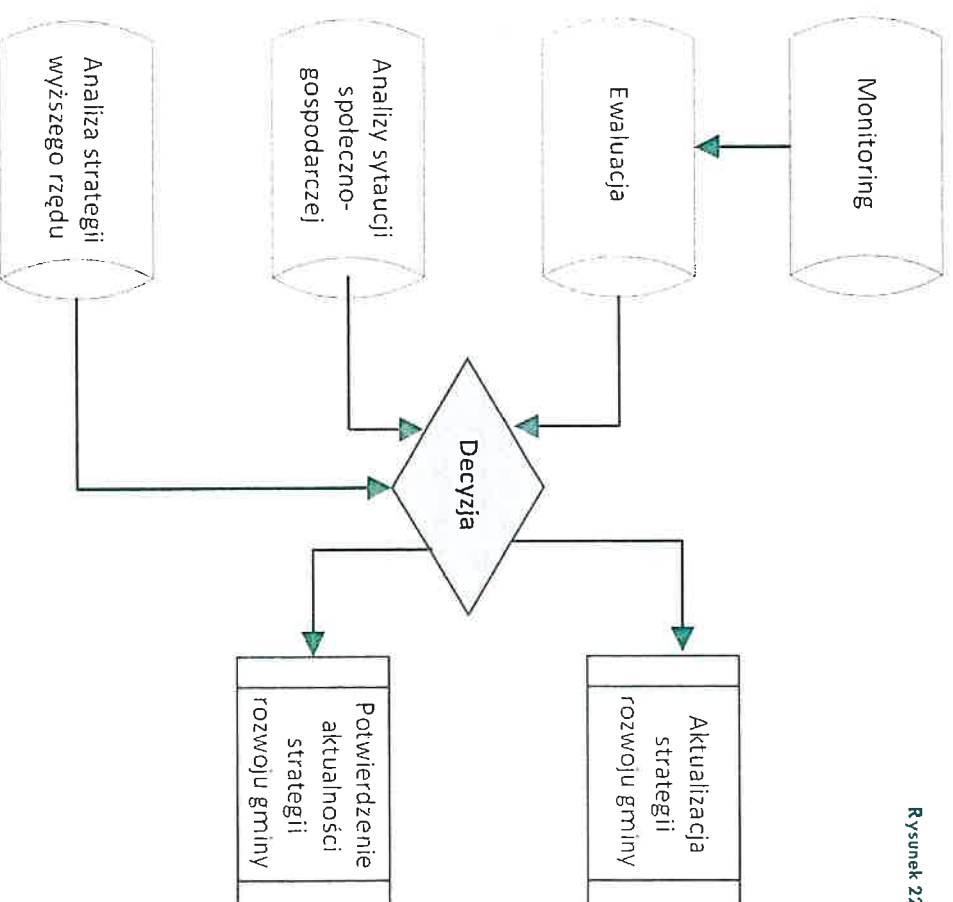 Rysunek 22
Monitoring
Ewaluacja
Analizy sytaucji
społeczno-
gospodarczej
Analiza strategii
wyższego rzędu
Decyzja
Aktualizacja
strategii
rozwoju gminy
Potwierdzenie
aktualności
strategii
rozwoju gminy